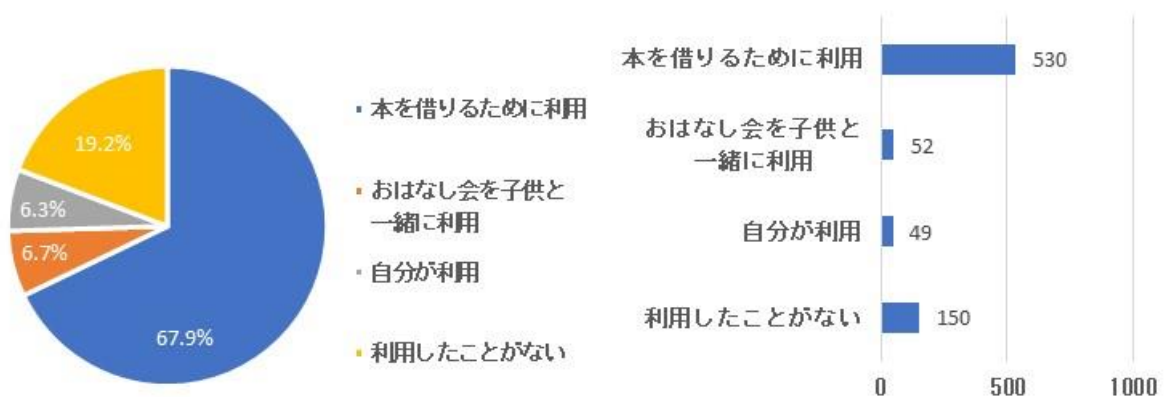 19.2%
6.3%
6.7%
67.9%
本を借りるために利用
おはなし会を子供と
一緒に利用
自分が利用
利用したことがない
本を借りるために利用
530
おはなし会を子供と
一緒に利用
52
自分が利用
49
利用したことがない
150
0 500 1000